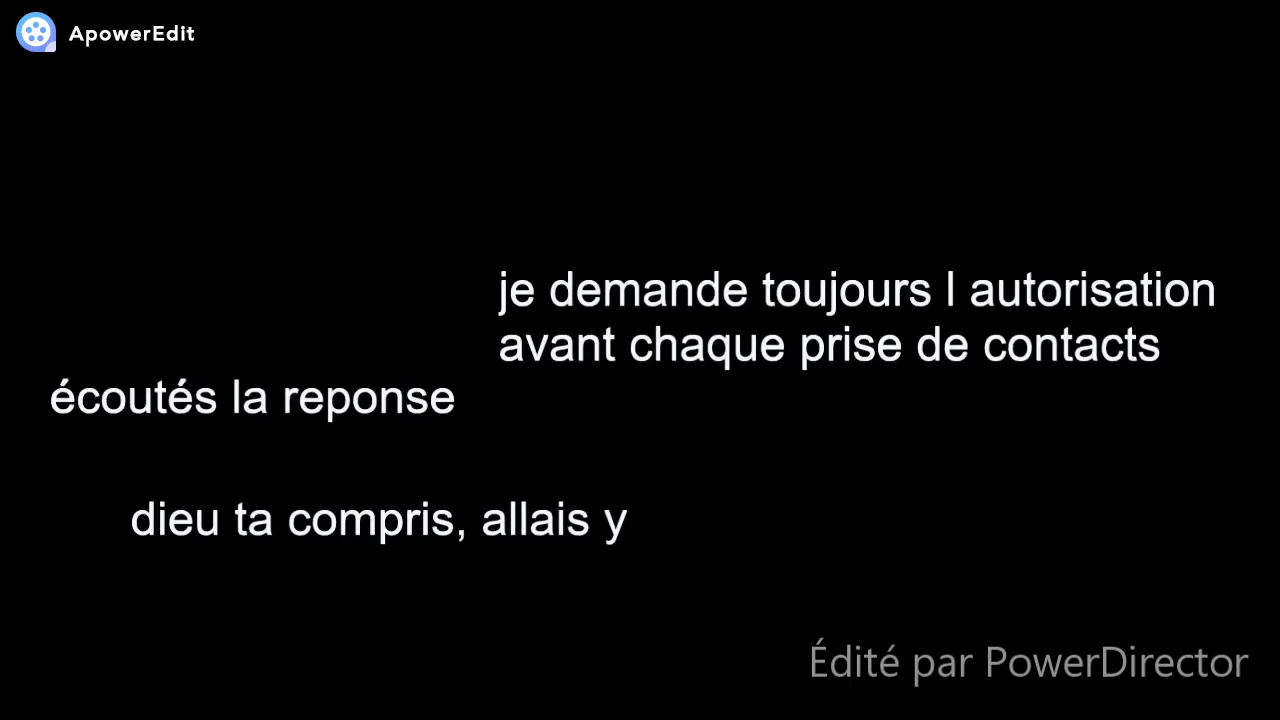 ApowerEdit
je demande toujours l autorisation
avant chaque prise de contacts
écoutés la reponse
dieu ta compris, allais y
Édité par PowerDirector